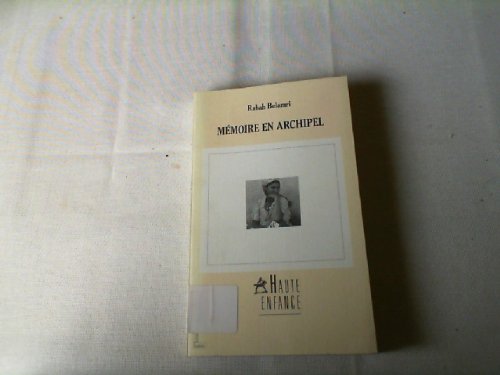 Rabah Belamri
MÉMOIRE EN ARCHIPEL
HAUTE
ENFANCE